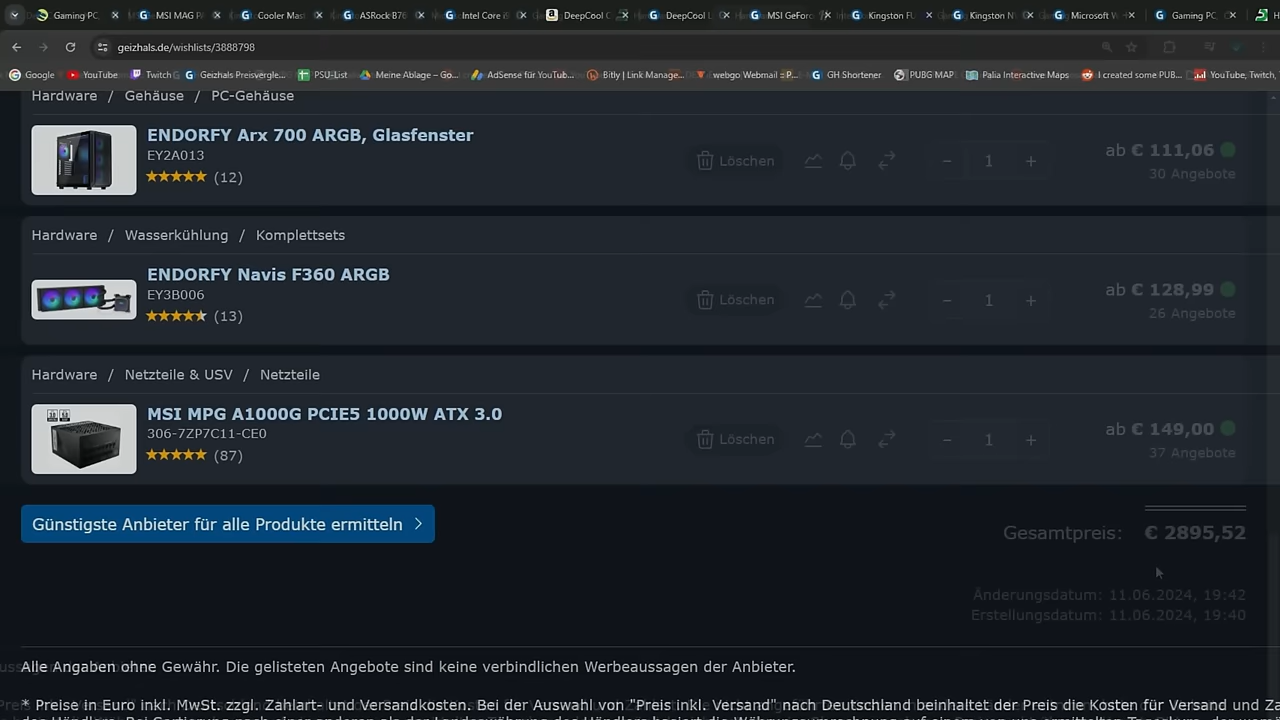 Gaming PC
MSI MAG P
Cooler Mast
ASRock B76
Intel Core i
DeepCool C
DeepCool L
MSI GeForc
Kingston FU
Kingston N
Microsoft W
Gaming PC
H
geizhals.de/wishlists/3888798
Google
YouTube
Twitch
Geizhals Preisvergle...
PSU-List
Meine Ablage – Go...
AdSense für YouTub...
Bitly | Link Manage...
webgo Webmail
GH Shortener
PUBG MAP
Palia Interactive Maps
I created some PUB...
YouTube, Twitch,
Hardware / Gehäuse / PC-Gehäuse
ENDORFY Arx 700 ARGB, Glasfenster
EY2A013
(12)
Löschen
− 1 +
ab € 111,06
30 Angebote
Hardware / Wasserkühlung / Komplettsets
ENDORFY Navis F360 ARGB
EY3B006
(13)
Löschen
− 1 +
ab € 128,99
26 Angebote
Hardware / Netzteile & USV / Netzteile
MSI MPG A1000G PCIE5 1000W ATX 3.0
306-7ZP7C11-CE0
(87)
Löschen
− 1 +
ab € 149,00
37 Angebote
Günstigste Anbieter für alle Produkte ermitteln
Gesamtpreis: € 2895,52
Änderungsdatum: 11.06.2024, 19:42
Erstellungsdatum: 11.06.2024, 19:40
Alle Angaben ohne Gewähr. Die gelisteten Angebote sind keine verbindlichen Werbeaussagen der Anbieter.
* Preise in Euro inkl. MwSt. zzgl. Zahlart- und Versandkosten. Bei der Auswahl von "Preis inkl. Versand" nach Deutschland beinhaltet der Preis die Kosten für Versand und Za